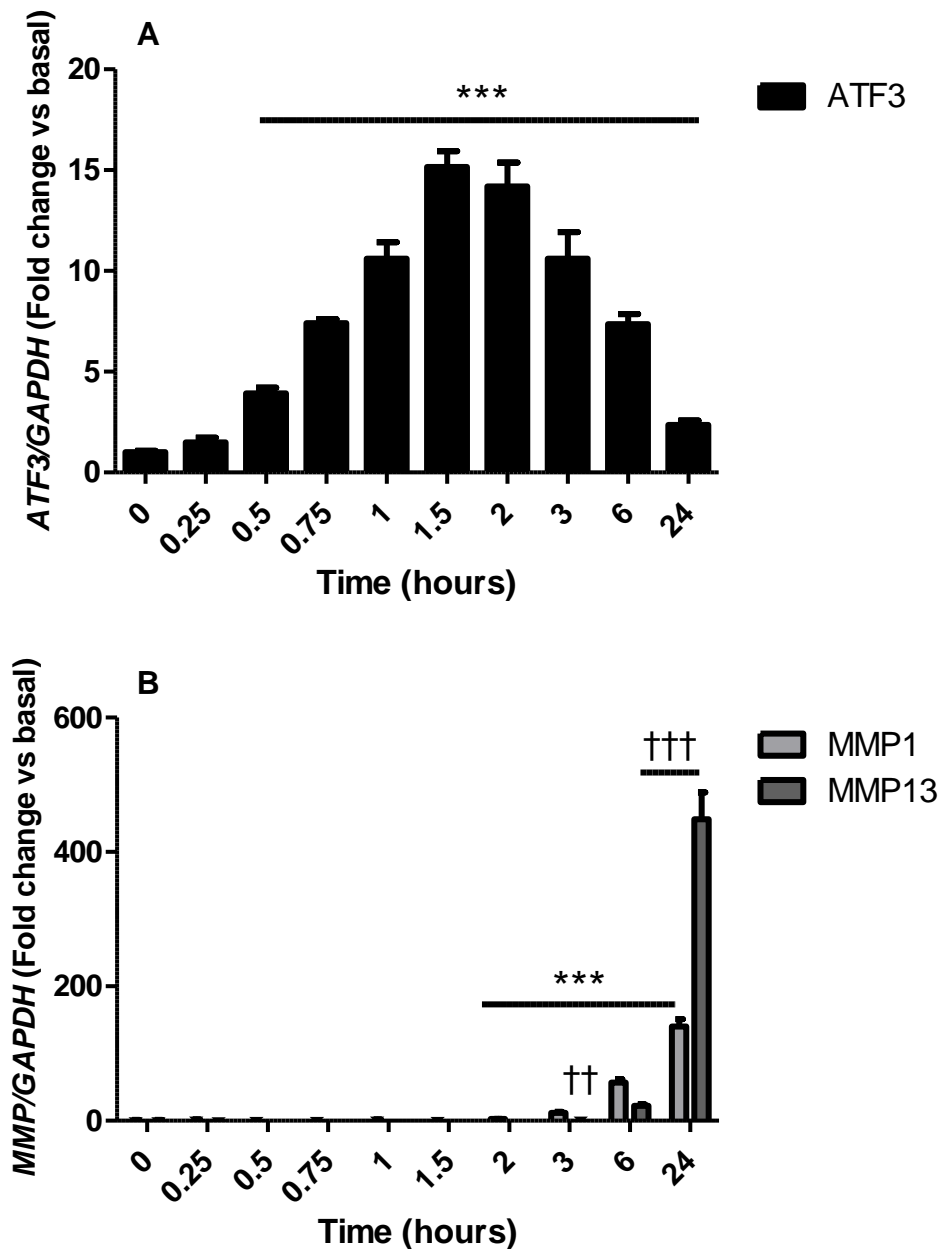 A
20
15
10
5
0
***
ATF3
ATF3/GAPDH (Fold change vs basal)
0 0.25 0.5 0.75 1 1.5 2 3 6 24
Time (hours)
B
600
400
200
0
†††
***
††
MMP1
MMP13
MMP/GAPDH (Fold change vs basal)
0 0.25 0.5 0.75 1 1.5 2 3 6 24
Time (hours)